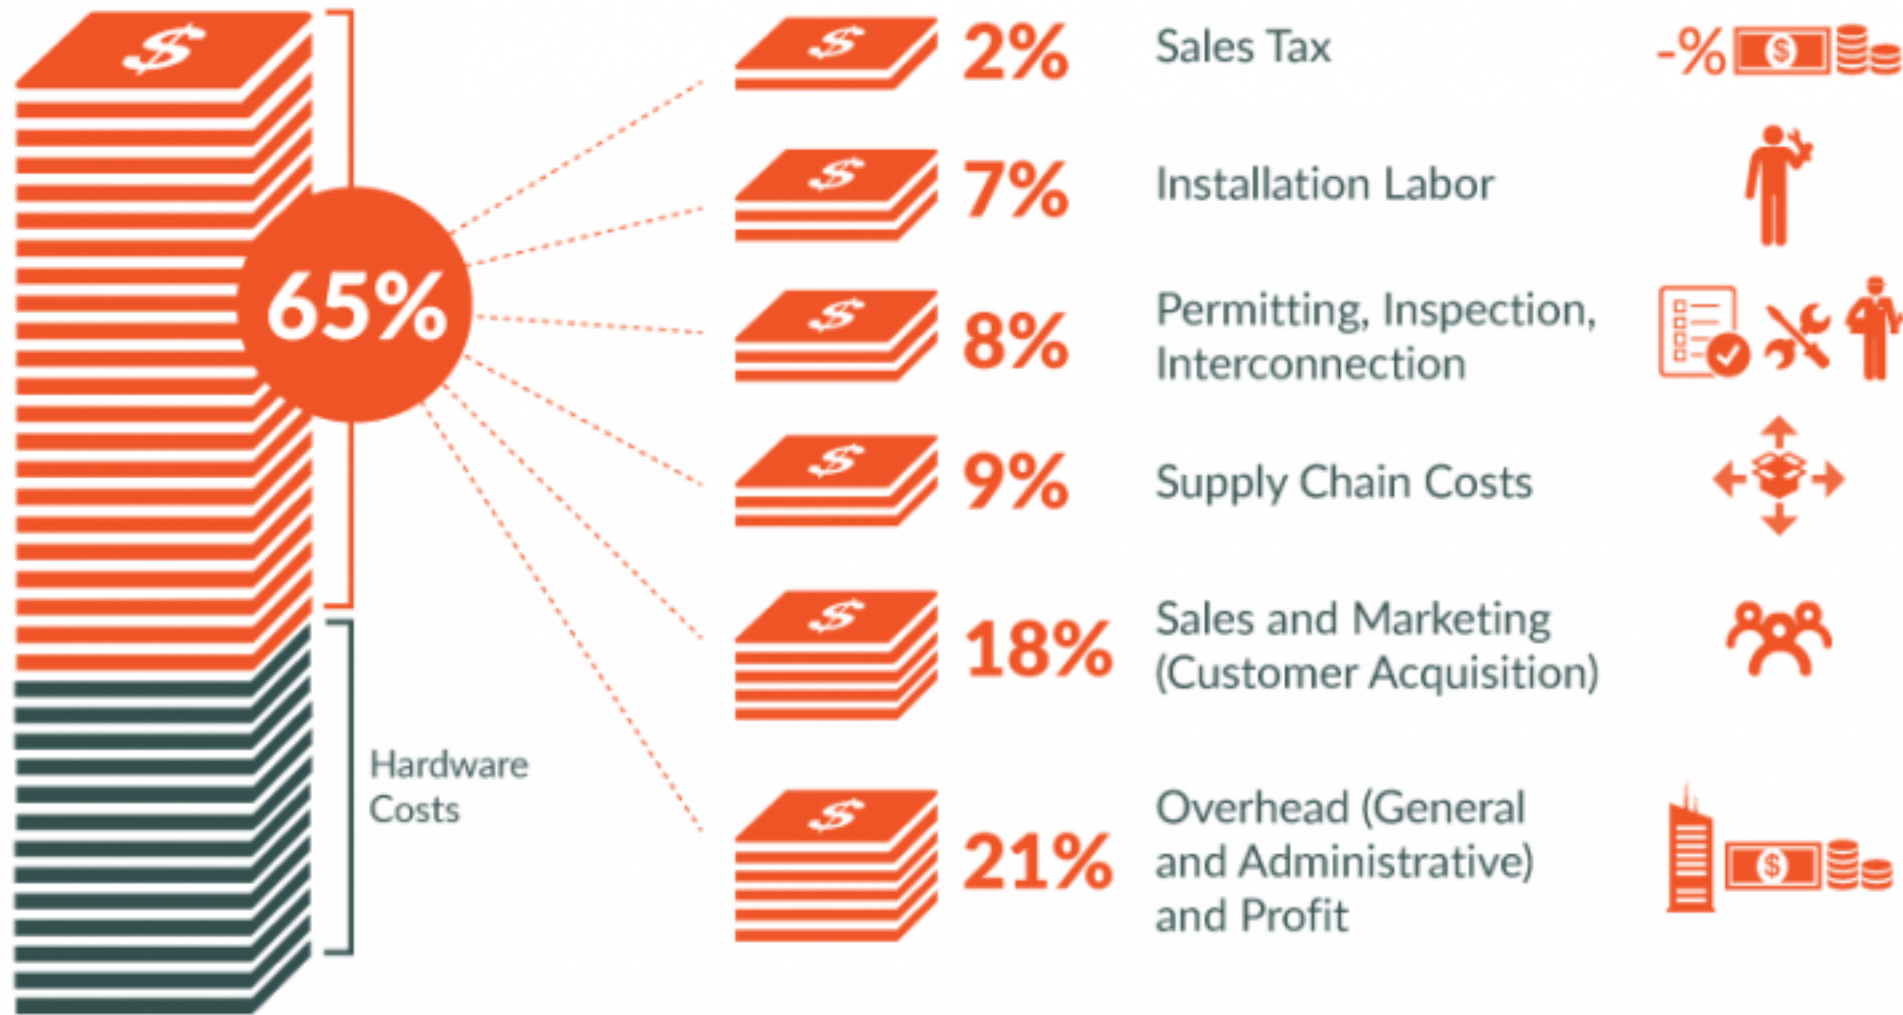 $
65%
Hardware
Costs
$
2%
Sales Tax
-%
$
$
7%
Installation Labor
$
8%
Permitting, Inspection,
Interconnection
$
9%
Supply Chain Costs
$
18%
Sales and Marketing
(Customer Acquisition)
$
21%
Overhead (General
and Administrative)
and Profit
$